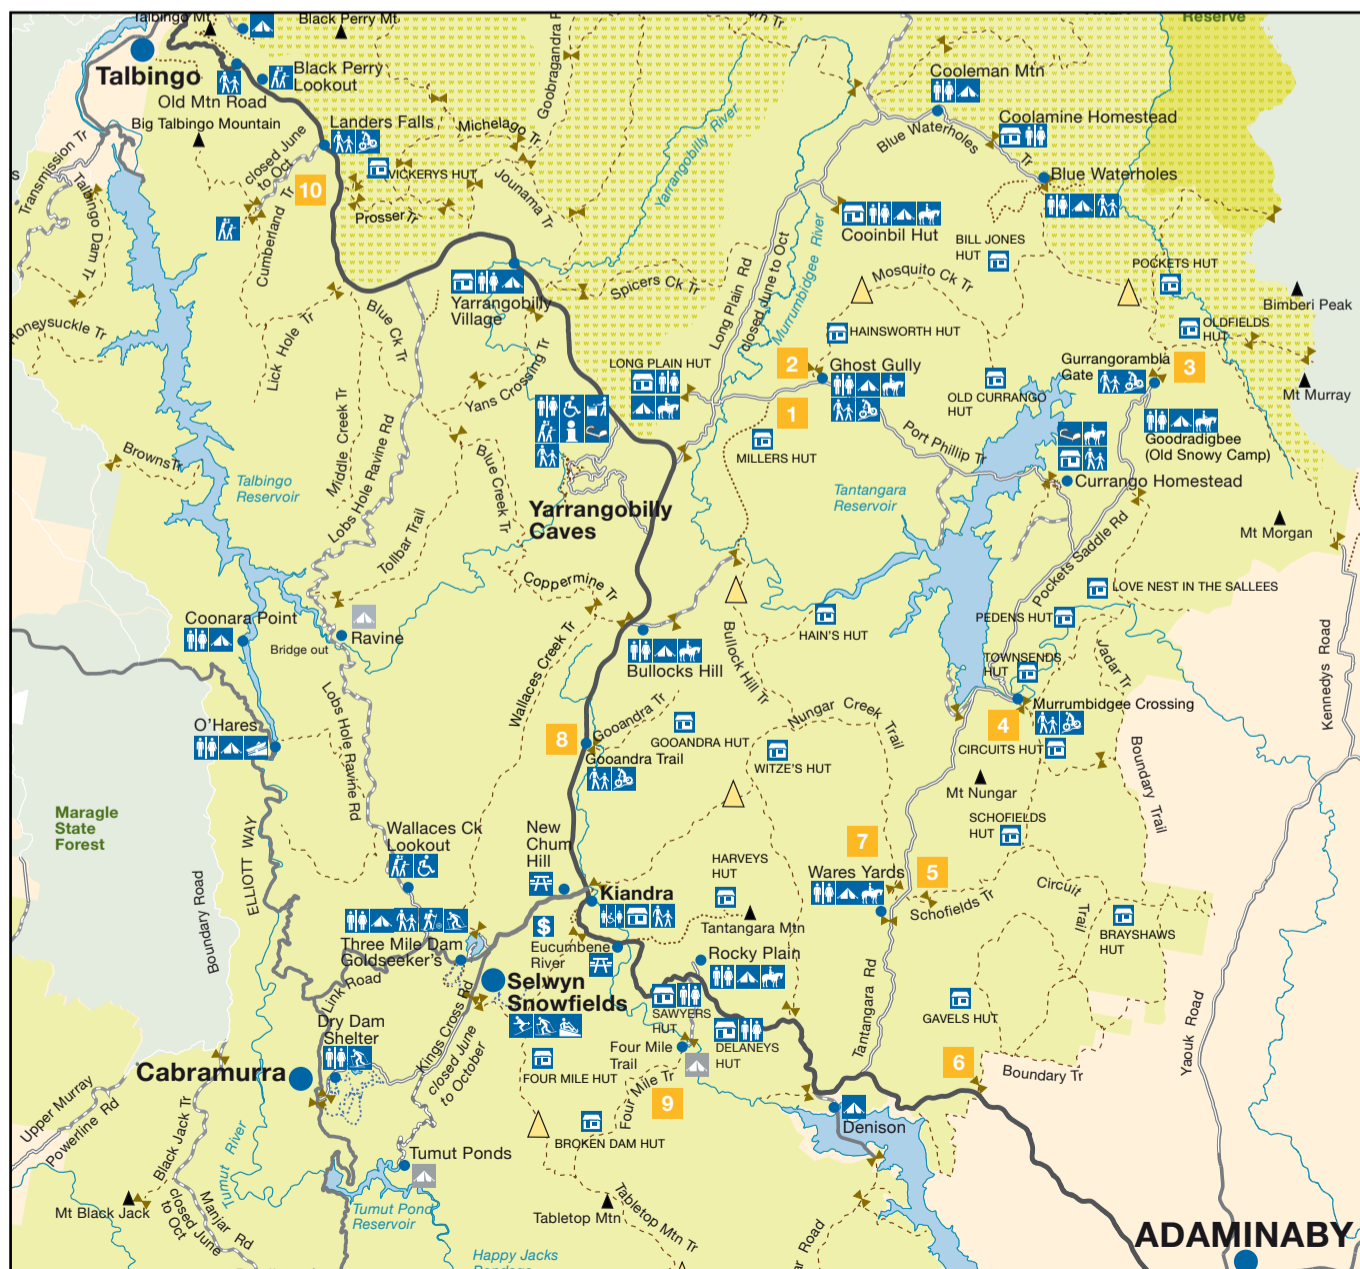 Talbingo Mt
Black Perry Mt
Reserve
Talbingo
Black Perry
Lookout
Old Mtn Road
Big Talbingo Mountain
Landers Falls
closed June
to Oct
VICKERYS HUT
Michelago Tr
Goobragandra
Jounama Tr
Prosser Tr
Cumberland Tr
10
Transmission Tr
Talbingo Dam Tr
Yarrangobilly River
Cooleman Mtn
Coolamine Homestead
Blue Waterholes
Tr
Blue Waterholes
Cooinbil Hut
BILL JONES
HUT
Mosquito Ck Tr
POCKETS HUT
Bimberi Peak
OLDFIELDS
HUT
Mt Murray
Murrumbidgee River
Long Plain Rd
closed June to Oct
Yarrangobilly
Village
Spicers Ck Tr
Honeysuckle Tr
Lick Hole Tr
Blue Ck Tr
Yans Crossing Tr
LONG PLAIN HUT
HAINSWORTH HUT
2
Ghost Gully
1
Gurrangorambla
Gate
3
OLD CURRANGO
HUT
Goodradigbee
(Old Snowy Camp)
MILLERS HUT
Port Phillip Tr
Currango Homestead
Browns Tr
Middle Creek Tr
Lobs Hole Ravine Rd
Blue Creek Tr
Talbingo
Reservoir
Tollbar Trail
Yarrangobilly
Caves
Tantangara
Reservoir
Mt Morgan
Pockets Saddle Rd
LOVE NEST IN THE SALLEES
Coppermine Tr
Coonara Point
Ravine
Bridge out
Wallaces Creek Tr
Bullocks Hill
Bullock Hill Tr
HAIN'S HUT
PEDENS HUT
TOWNSENDS
HUT
Jadar Tr
Kennedys Road
O'Hares
Lobs Hole Ravine Rd
8
Gooandra Tr
Gooandra Trail
GOOANDRA HUT
Nungar Creek Trail
WITZE'S HUT
Murrumbidgee Crossing
4
CIRCUITS HUT
Mt Nungar
Boundary Trail
SCHOFIELDS
HUT
Maragle
State
Forest
ELLIOTT WAY
Boundary Road
Wallaces Ck
Lookout
New
Chum
Hill
HARVEYS
HUT
7
Wares Yards
5
Schofields Tr
Circuit
Trail
BRAYSHAWS
HUT
Kiandra
Tantangara Mtn
Three Mile Dam
Goldseeker's
$
Eucumbene
River
Rocky Plain
Link Road
Selwyn
Snowfields
SAWYERS
HUT
DELANEYS
HUT
GAVELS HUT
Tantangara Rd
Yaouk Road
Dry Dam
Shelter
Kings Cross Rd
closed June
to October
Four Mile
Trail
FOUR MILE HUT
Four Mile Tr
9
6
Boundary Tr
Cabramurra
Upper Murray
Rd
Powerline
Black Jack Tr
Tumut River
BROKEN DAM HUT
Denison
Tumut Ponds
Mt Black Jack
closed June
to Oct
Manjar Rd
Tumut Pond
Reservoir
Tabletop Mtn
Tabletop Mtn Tr
Road
Happy Jacks
ADAMINABY